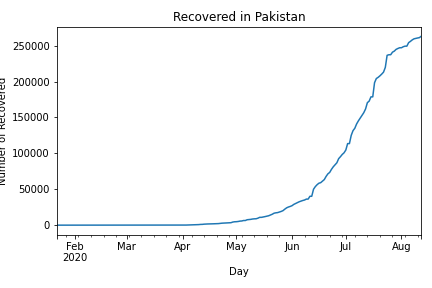 Recovered in Pakistan
Number of Recovered
250000
200000
150000
100000
50000
0
Feb Mar Apr May Jun Jul Aug
2020
Day